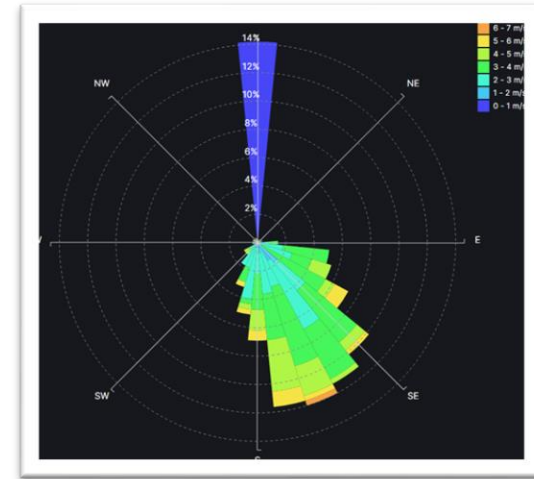 14%
12%
10%
8%
6%
4%
2%
NW
NE
E
SW
SE
6 - 7 m/
5 - 6 m/
4 - 5 m/
3 - 4 m/
2 - 3 m/
1 - 2 m/s
0 - 1 m/s